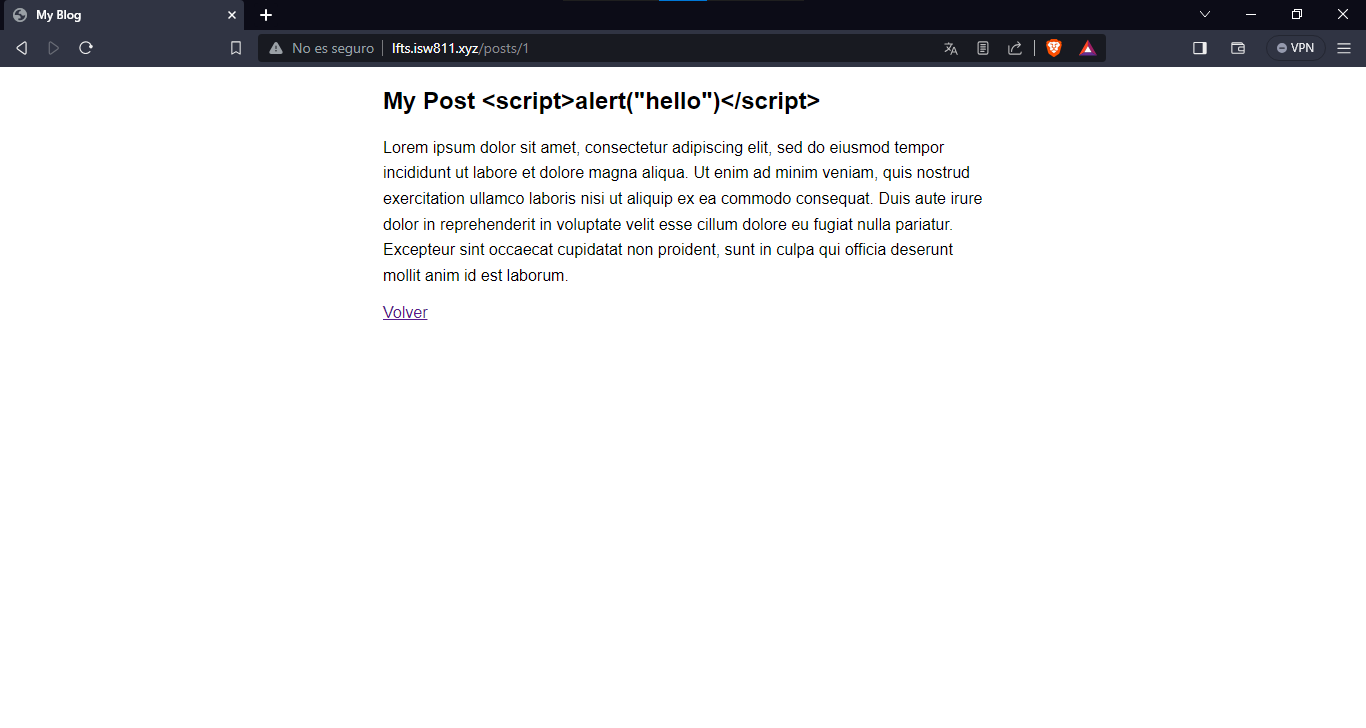 My Blog
No es seguro
lfts.isw811.xyz/posts/1
VPN
My Post <script>alert("hello")</script>
Lorem ipsum dolor sit amet, consectetur adipiscing elit, sed do eiusmod tempor
incididunt ut labore et dolore magna aliqua. Ut enim ad minim veniam, quis nostrud
exercitation ullamco laboris nisi ut aliquip ex ea commodo consequat. Duis aute irure
dolor in reprehenderit in voluptate velit esse cillum dolore eu fugiat nulla pariatur.
Excepteur sint occaecat cupidatat non proident, sunt in culpa qui officia deserunt
mollit anim id est laborum.
Volver